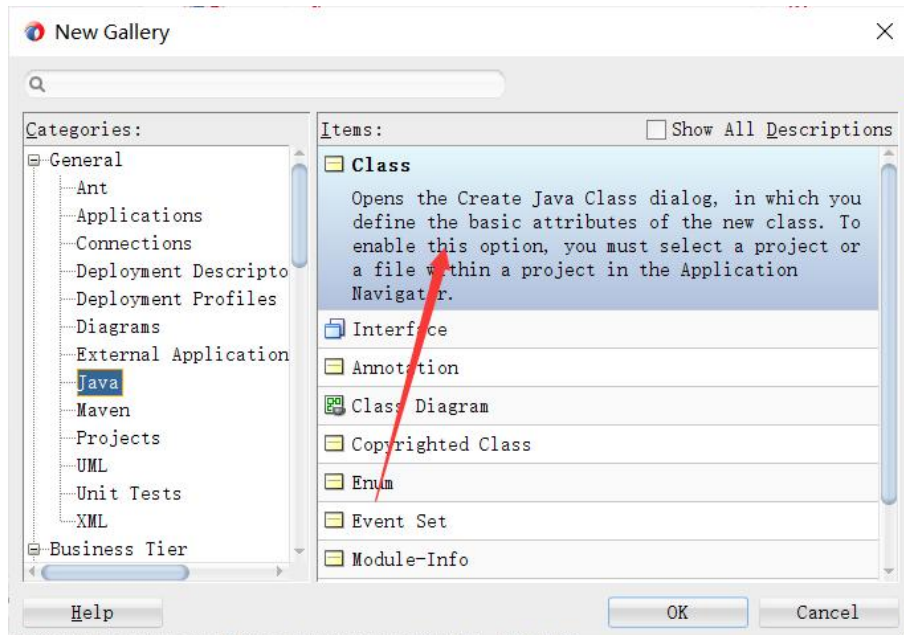 New Gallery
Categories:
General
Ant
Applications
Connections
Deployment Descripto
Deployment Profiles
Diagrams
External Application
Java
Maven
Projects
UML
Unit Tests
XML
Business Tier
Items:
Show All Descriptions
Class
Opens the Create Java Class dialog, in which you
define the basic attributes of the new class. To
enable this option, you must select a project or
a file within a project in the Application
Navigator.
Interface
Annotation
Class Diagram
Copyrighted Class
Enum
Event Set
Module-Info
Help
OK
Cancel